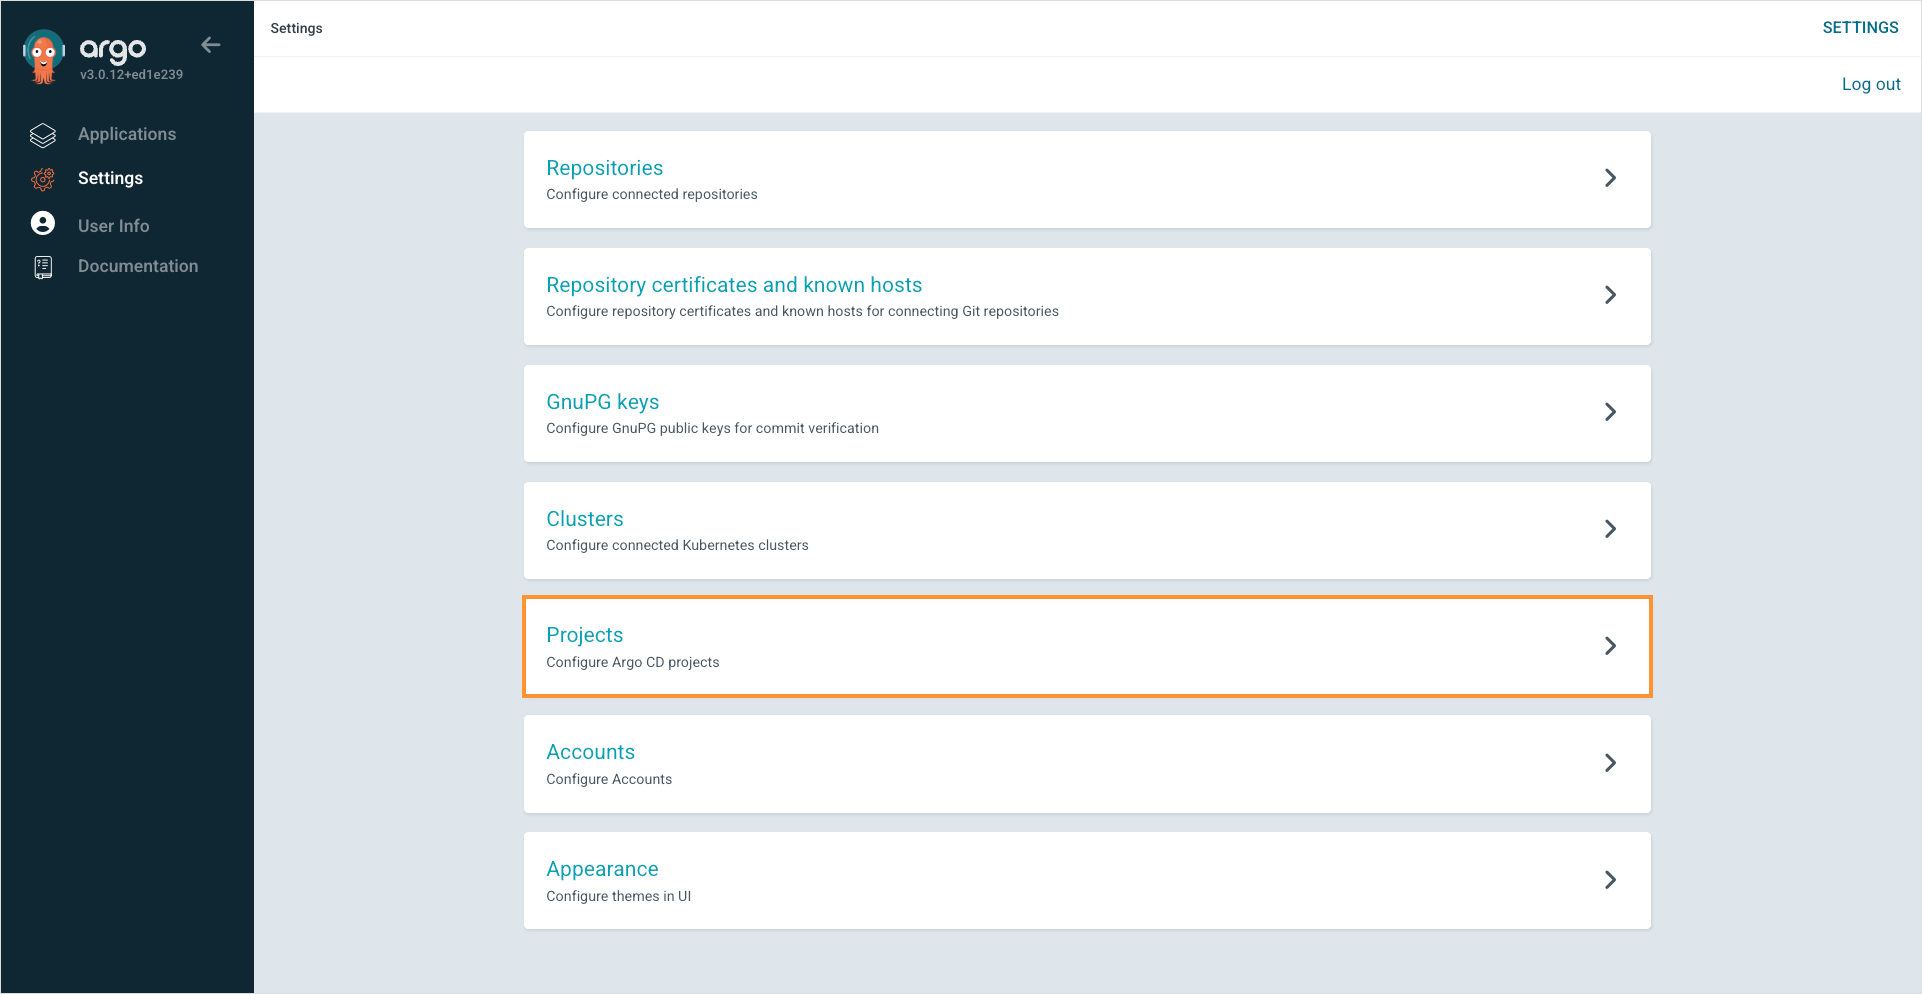 argo
v3.0.12+ed1e239
Applications
Settings
User Info
Documentation
Settings
SETTINGS
Log out
Repositories
Configure connected repositories
Repository certificates and known hosts
Configure repository certificates and known hosts for connecting Git repositories
GnuPG keys
Configure GnuPG public keys for commit verification
Clusters
Configure connected Kubernetes clusters
Projects
Configure Argo CD projects
Accounts
Configure Accounts
Appearance
Configure themes in UI